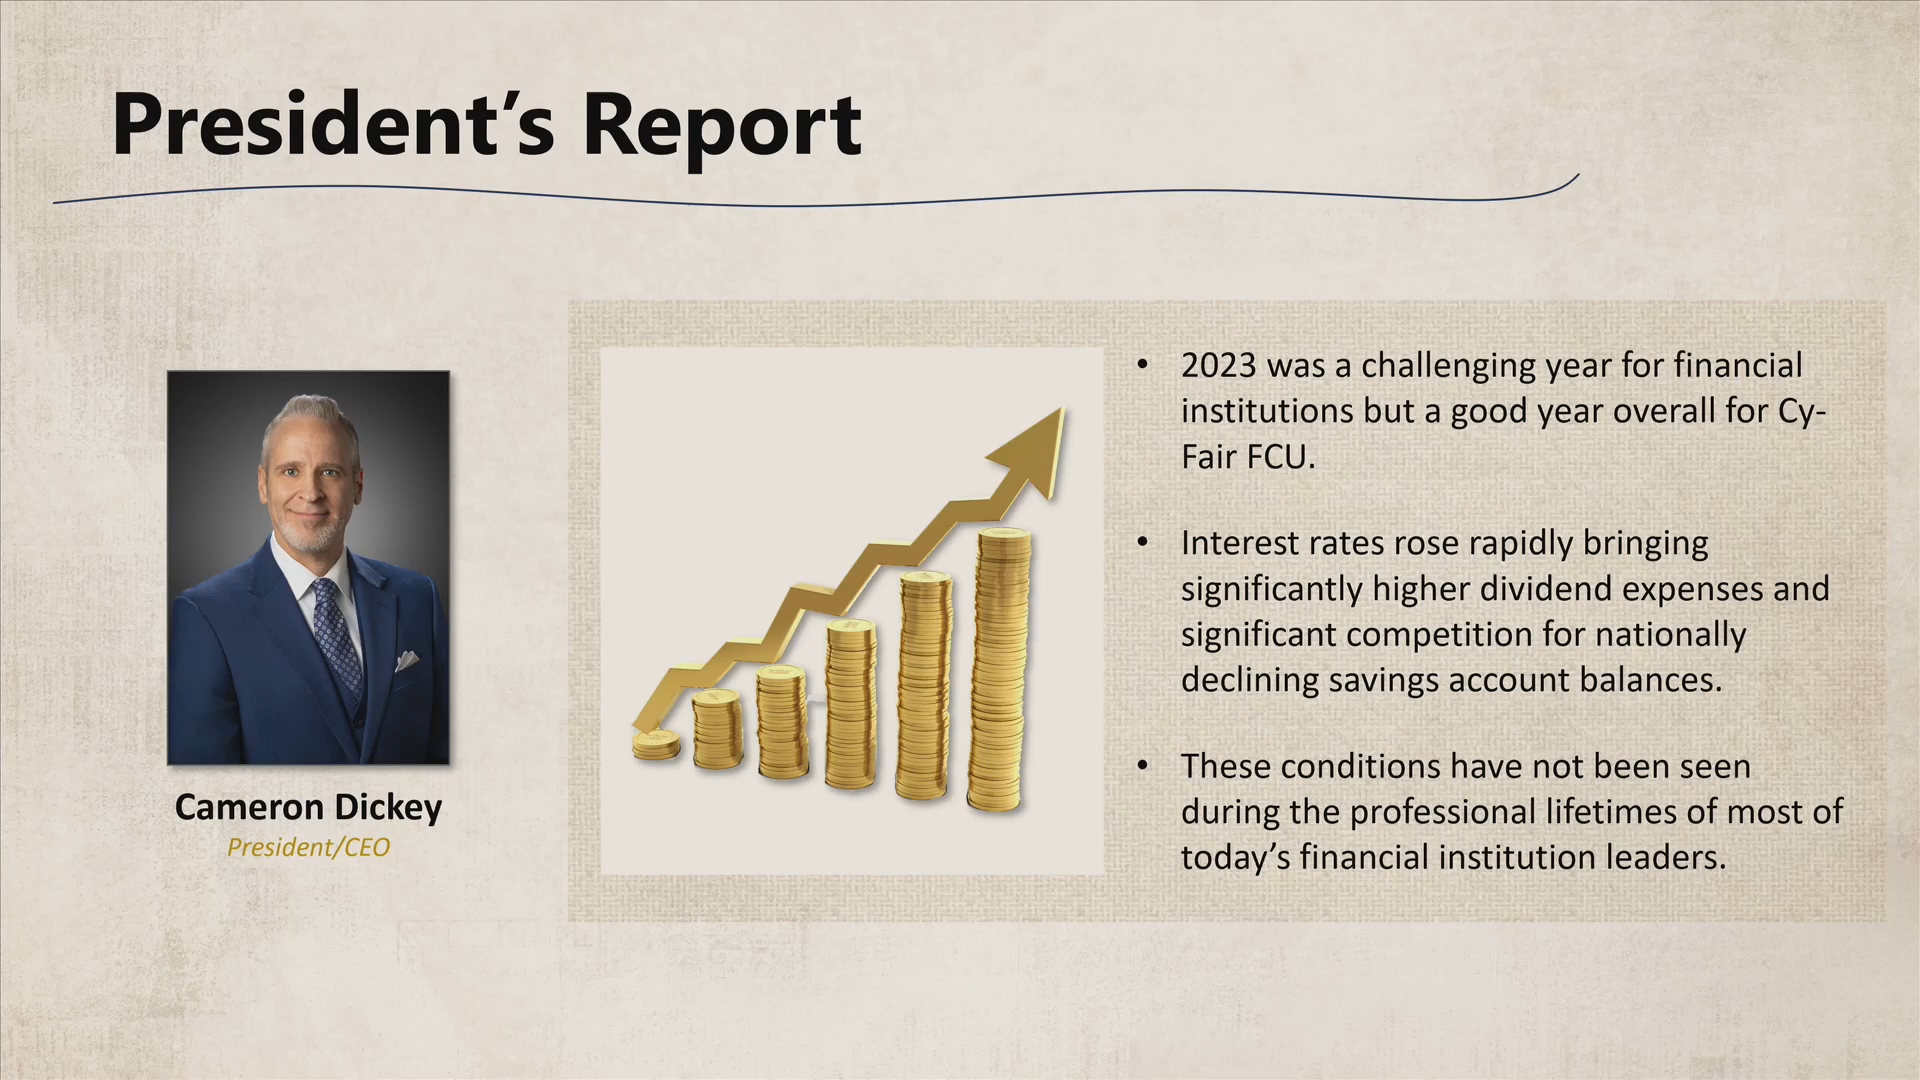 President’s Report
Cameron Dickey
President/CEO
• 2023 was a challenging year for financial
institutions but a good year overall for Cy-
Fair FCU.
• Interest rates rose rapidly bringing
significantly higher dividend expenses and
significant competition for nationally
declining savings account balances.
• These conditions have not been seen
during the professional lifetimes of most of
today’s financial institution leaders.